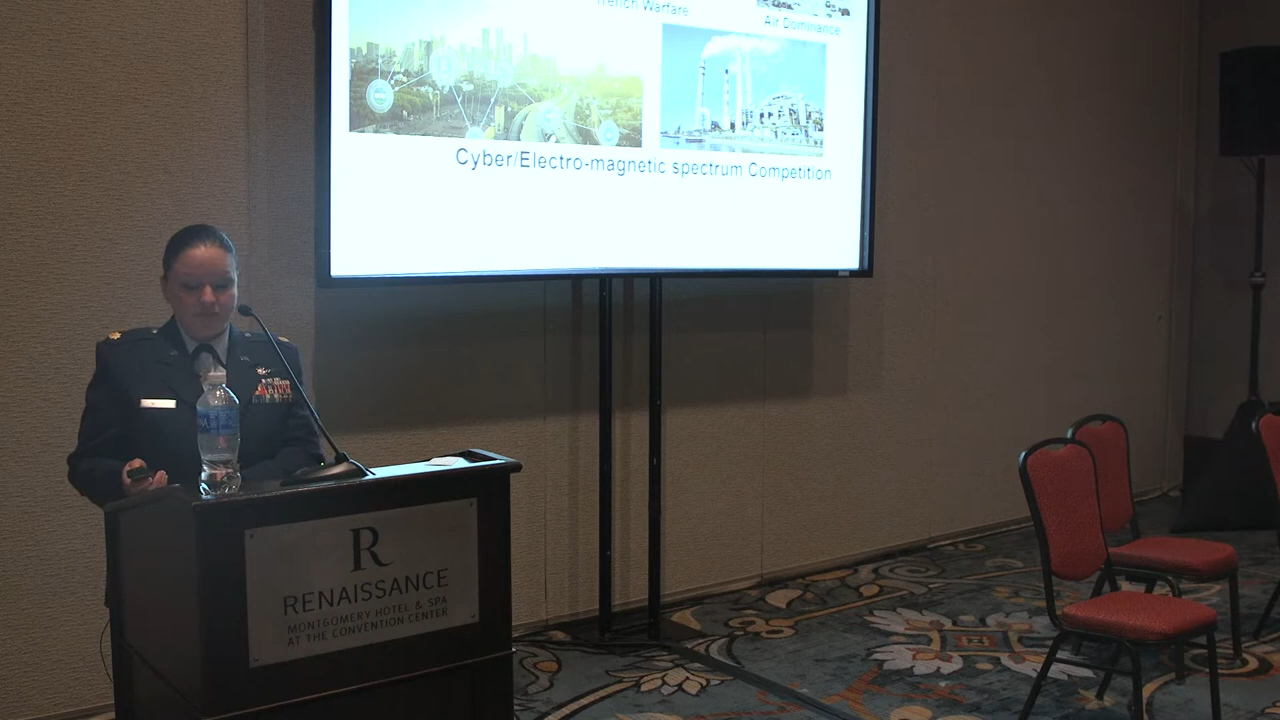 Trench Warfare
Air Dominance
Cyber/Electro-magnetic spectrum Competition
R
RENAISSANCE
MONTGOMERY HOTEL & SPA
AT THE CONVENTION CENTER